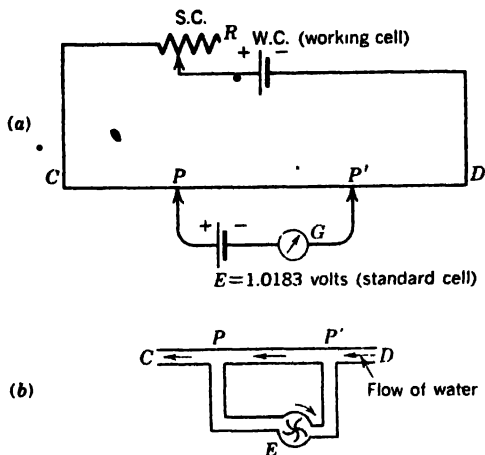 S.C.
R
+ W.C. (working cell) −
(a)
C P P' D
+ −
G
E=1.0183 volts (standard cell)
P P'
C D
(b)
Flow of water
E